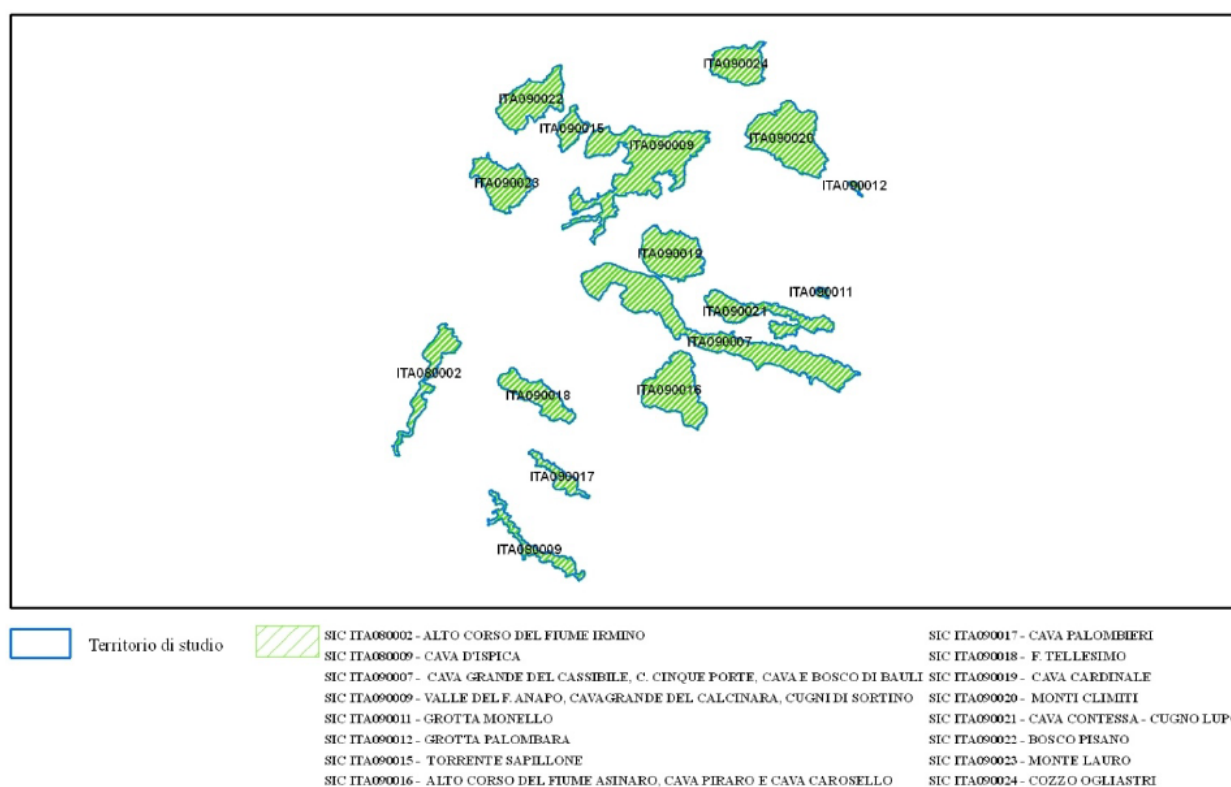 ITA090024
ITA090022
ITA090015
ITA090009
ITA090020
ITA090023
ITA090012
ITA090019
ITA090011
ITA090021
ITA090007
ITA080002
ITA090018
ITA090016
ITA090017
ITA080009
Territorio di studio
SIC ITA080002 - ALTO CORSO DEL FIUME IRMINO
SIC ITA080009 - CAVA D'ISPICA
SIC ITA090007 - CAVA GRANDE DEL CASSIBILE, C. CINQUE PORTE, CAVA E BOSCO DI BAULI
SIC ITA090009 - VALLE DEL F. ANAPO, CAVAGRANDE DEL CALCINARA, CUGNI DI SORTINO
SIC ITA090011 - GROTTA MONELLO
SIC ITA090012 - GROTTA PALOMBARA
SIC ITA090015 - TORRENTE SAPILLONE
SIC ITA090016 - ALTO CORSO DEL FIUME ASINARO, CAVA PIRARO E CAVA CAROSELLO
SIC ITA090017 - CAVA PALOMBIERI
SIC ITA090018 - F. TELLESIMO
SIC ITA090019 - CAVA CARDINALE
SIC ITA090020 - MONTI CLIMITI
SIC ITA090021 - CAVA CONTESSA - CUGNO LUP
SIC ITA090022 - BOSCO PISANO
SIC ITA090023 - MONTE LAURO
SIC ITA090024 - COZZO OGLIASTRI